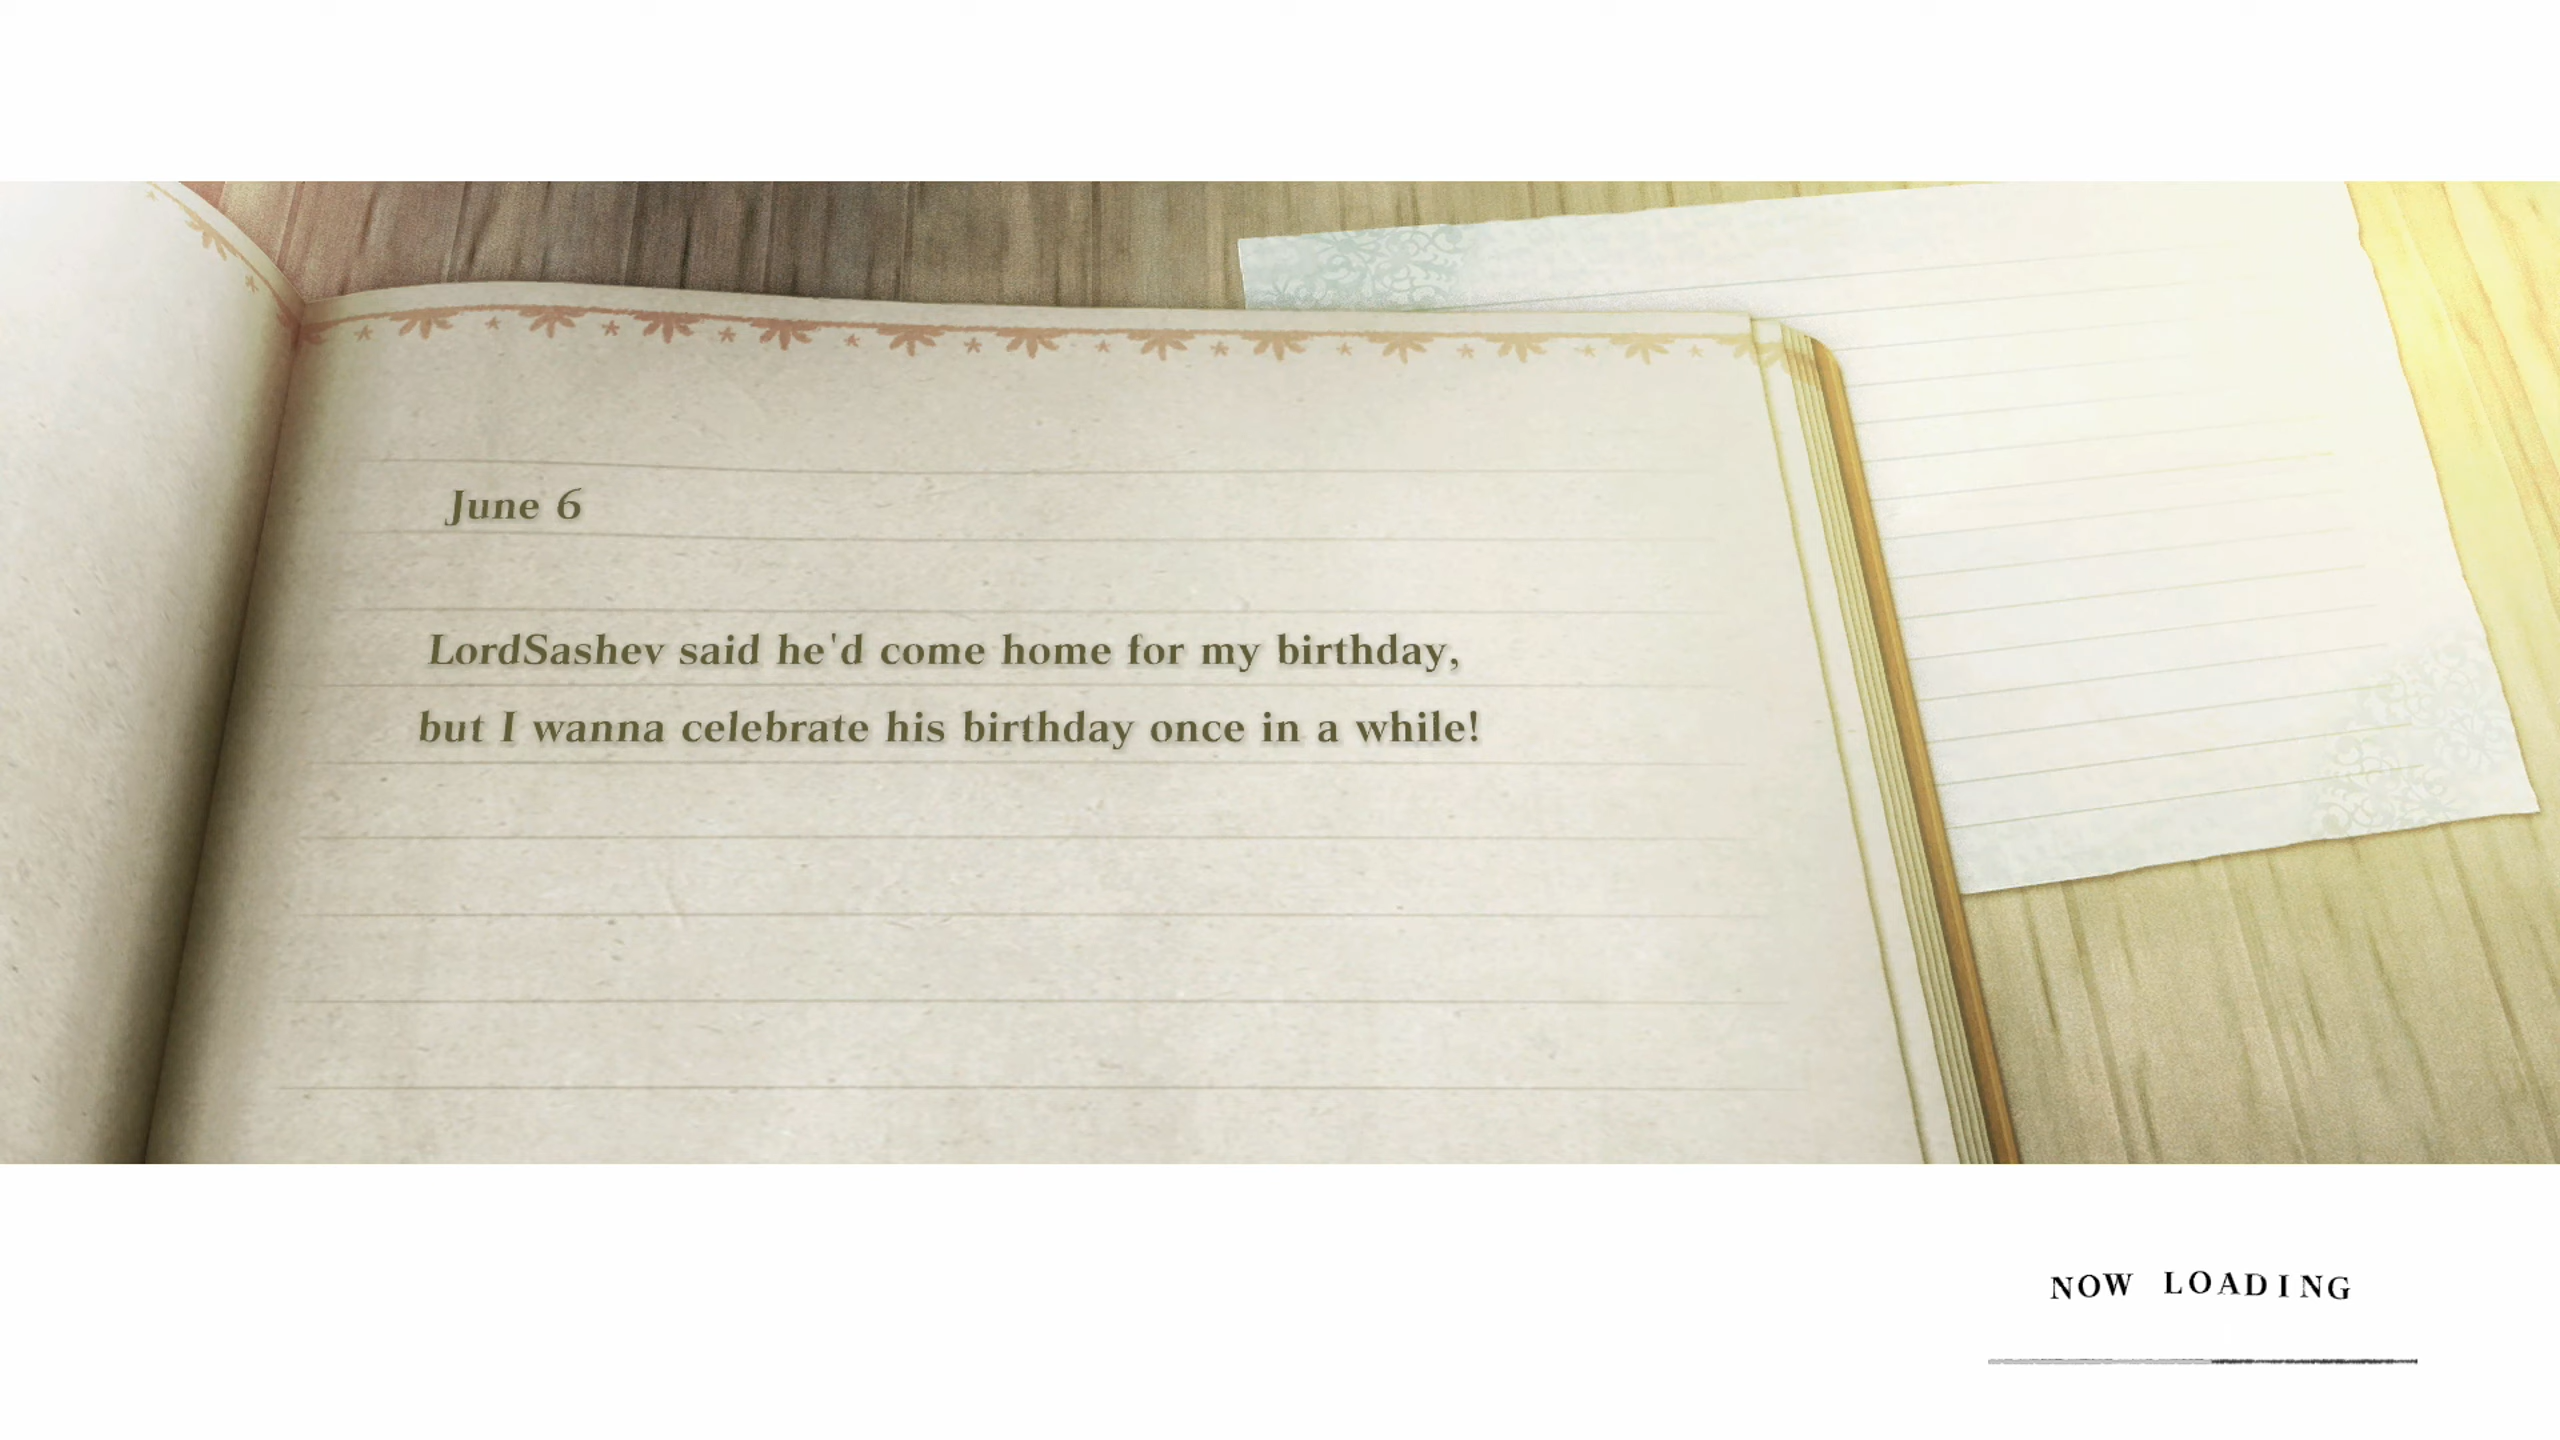 June 6
LordSashev said he'd come home for my birthday,
but I wanna celebrate his birthday once in a while!
NOW LOADING